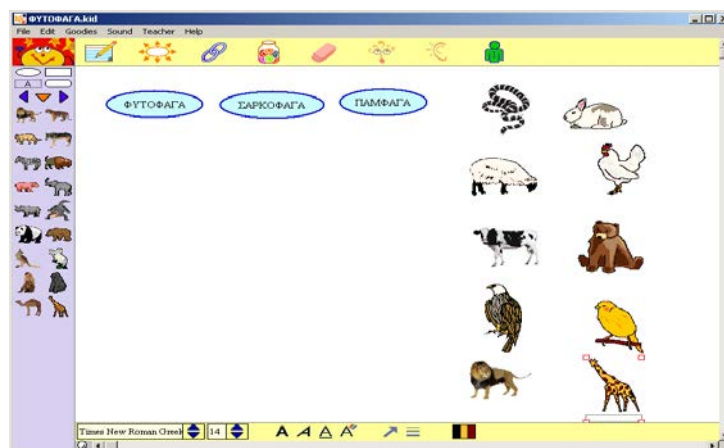 ΦΥΤΟΦΑΓΑ.kid
File Edit Goodies Sound Teacher Help
A
ΦΥΤΟΦΑΓΑ ΣΑΡΚΟΦΑΓΑ ΠΑΜΦΑΓΑ
Times New Roman Greek 14 A A A A